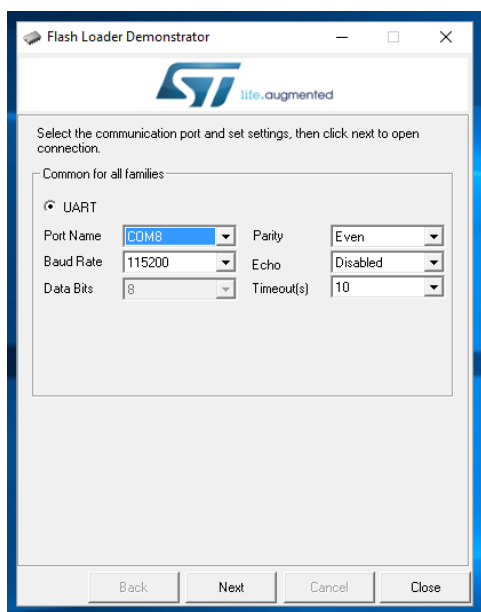 Flash Loader Demonstrator
ST life.augmented
Select the communication port and set settings, then click next to open
connection.
Common for all families
UART
Port Name COM8 Parity Even
Baud Rate 115200 Echo Disabled
Data Bits 8 Timeout(s) 10
Back Next Cancel Close